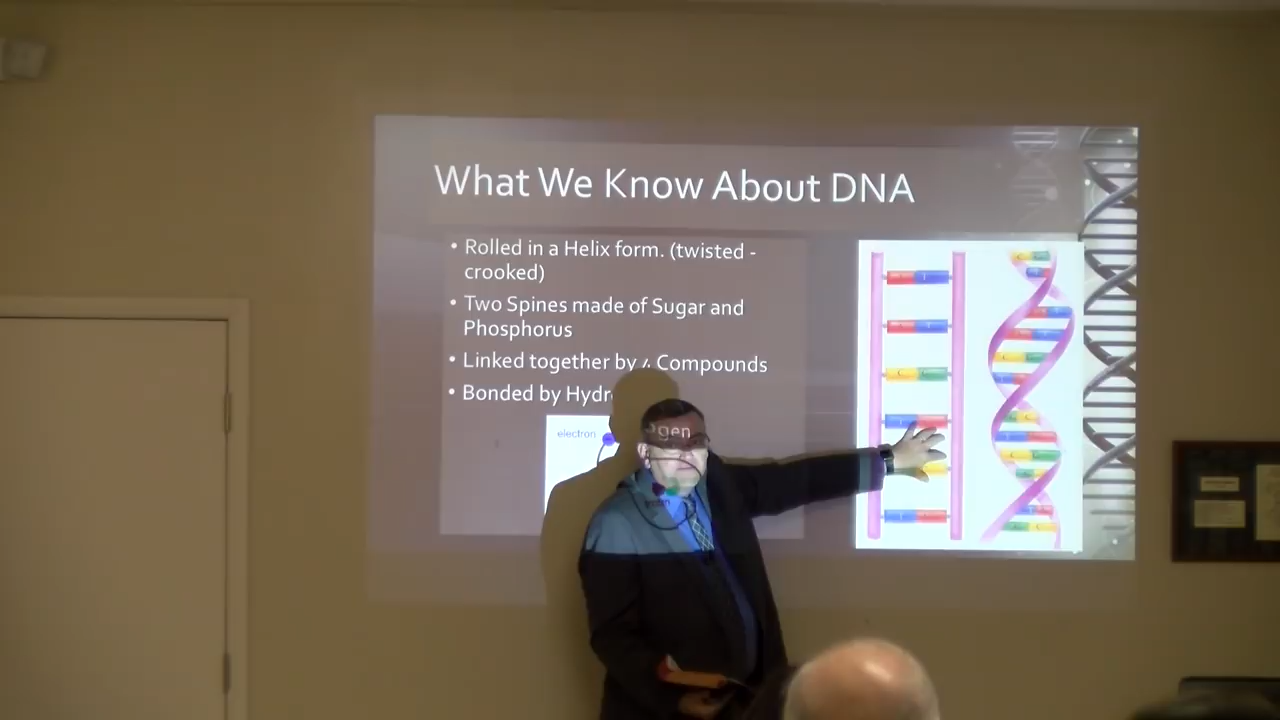 What We Know About DNA
• Rolled in a Helix form. (twisted -
crooked)
• Two Spines made of Sugar and
Phosphorus
• Linked together by 4 Compounds
• Bonded by Hydrogen
electron